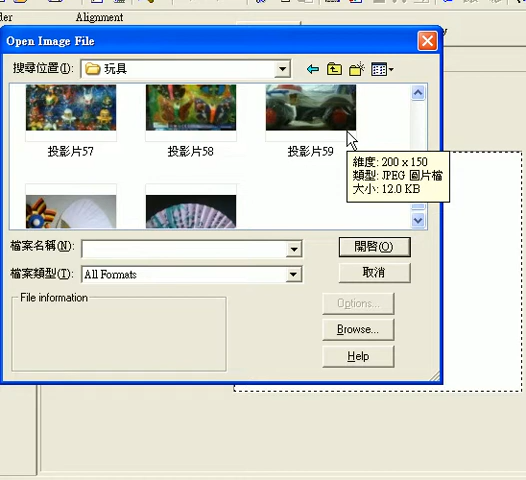 der
Alignment
Open Image File
搜尋位置(I):
玩具
投影片57
投影片58
投影片59
維度: 200 x 150
類型: JPEG 圖片檔
大小: 12.0 KB
檔案名稱(N):
開啟(O)
檔案類型(T):
All Formats
取消
File information
Options...
Browse...
Help